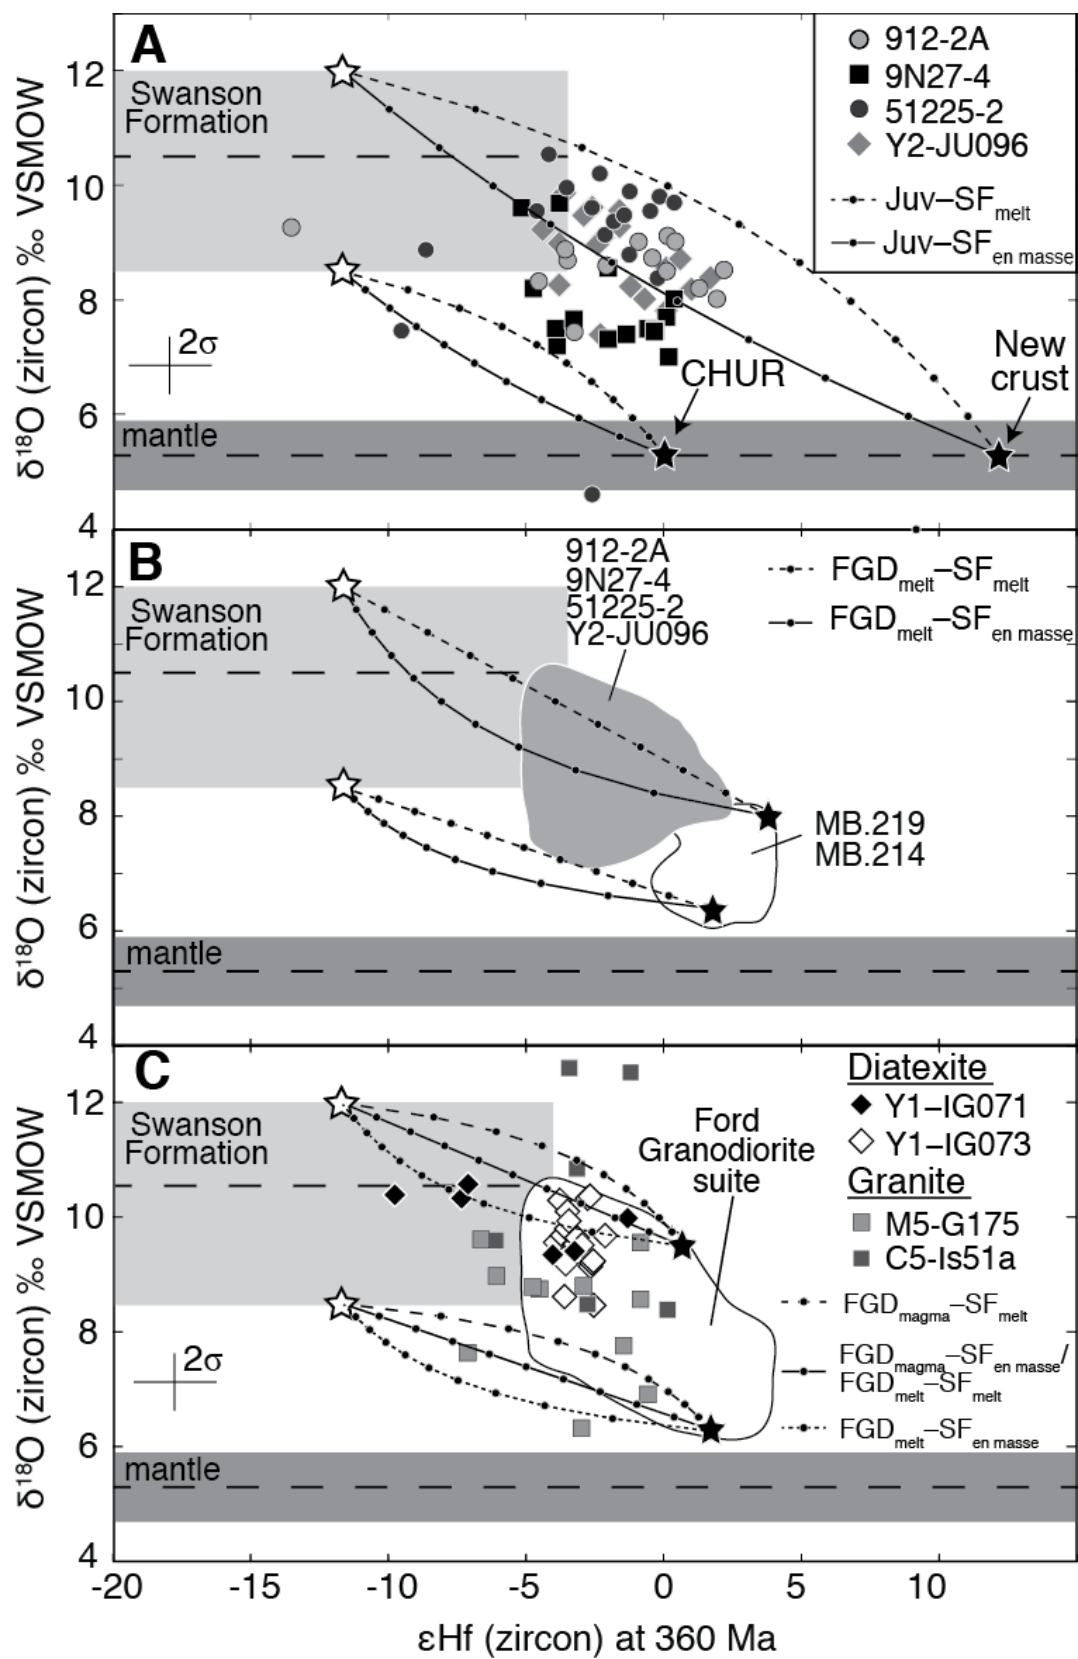 A
12
10
8
6
4
δ¹⁸O (zircon) ‰ VSMOW
Swanson
Formation
2σ
mantle
CHUR
New
crust
912-2A
9N27-4
51225-2
Y2-JU096
Juv–SFmelt
Juv–SFen masse
B
12
10
8
6
4
δ¹⁸O (zircon) ‰ VSMOW
Swanson
Formation
912-2A
9N27-4
51225-2
Y2-JU096
FGDmelt–SFmelt
FGDmelt–SFen masse
MB.219
MB.214
mantle
C
12
10
8
6
4
δ¹⁸O (zircon) ‰ VSMOW
Swanson
Formation
2σ
mantle
Ford
Granodiorite
suite
Diatexite
Y1–IG071
Y1–IG073
Granite
M5-G175
C5-Is51a
FGDmagma–SFmelt
FGDmagma–SFen masse/
FGDmelt–SFmelt
FGDmelt–SFen masse
-20 -15 -10 -5 0 5 10
εHf (zircon) at 360 Ma